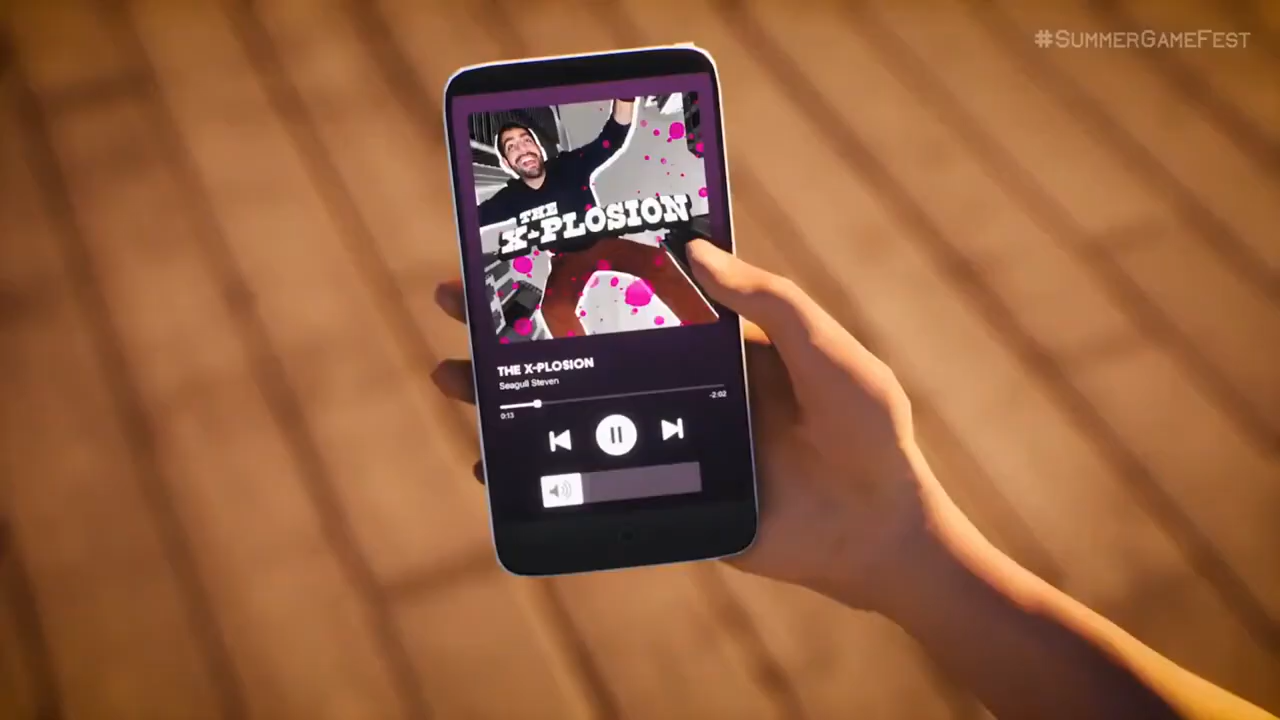 #SUMMERGAMEFEST
THE
X-PLOSION
THE X-PLOSION
Seagull Steven
0:13
-2:02